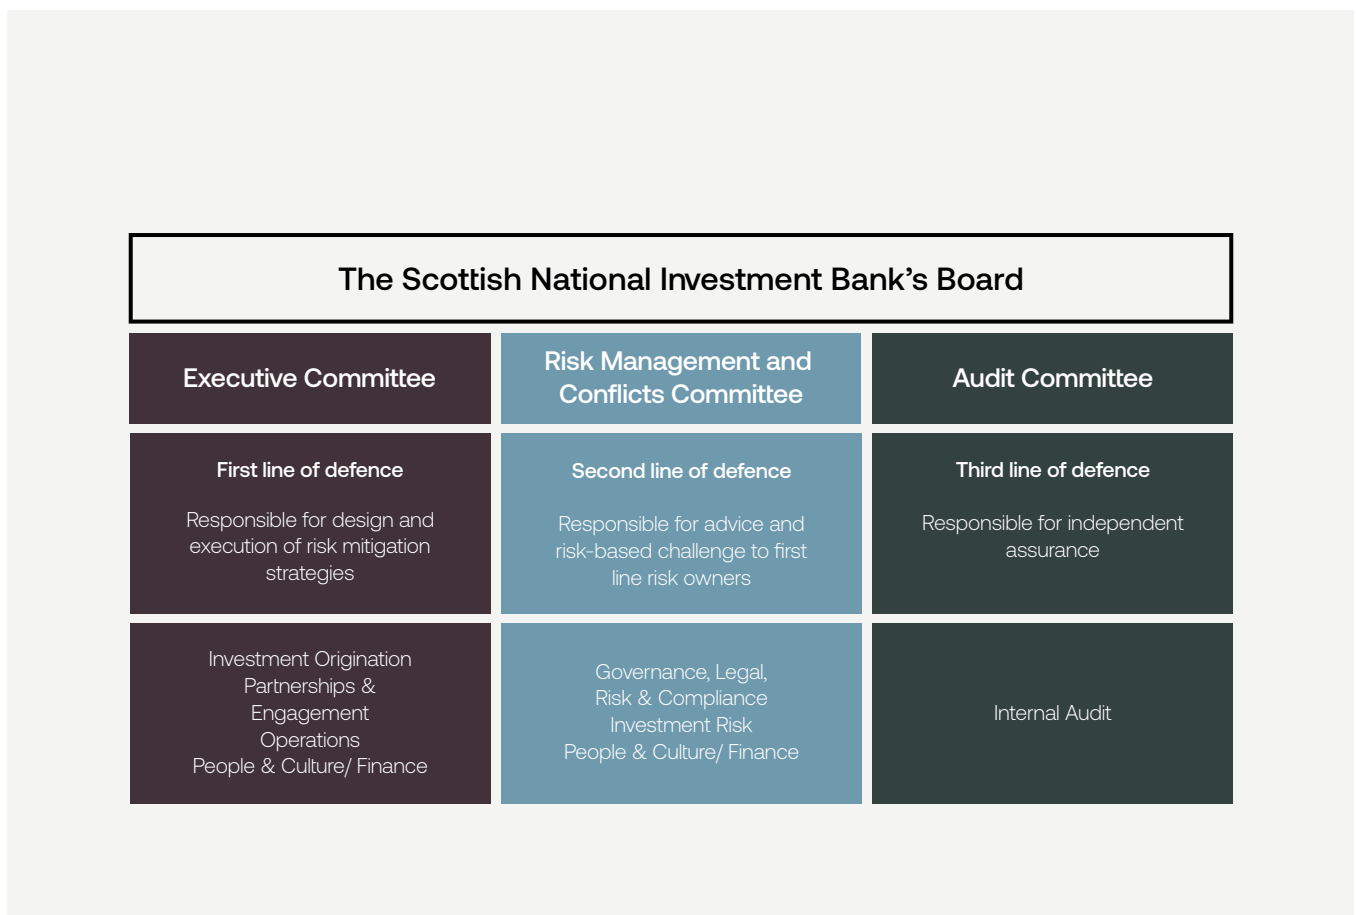 The Scottish National Investment Bank’s Board
Executive Committee
Risk Management and
Conflicts Committee
Audit Committee
First line of defence
Responsible for design and
execution of risk mitigation
strategies
Second line of defence
Responsible for advice and
risk-based challenge to first
line risk owners
Third line of defence
Responsible for independent
assurance
Investment Origination
Partnerships &
Engagement
Operations
People & Culture/ Finance
Governance, Legal,
Risk & Compliance
Investment Risk
People & Culture/ Finance
Internal Audit